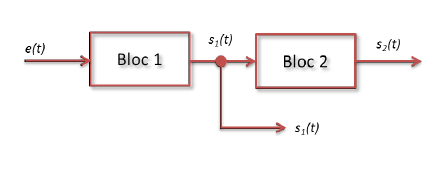 e(t)
Bloc 1
s₁(t)
Bloc 2
s₂(t)
s₁(t)